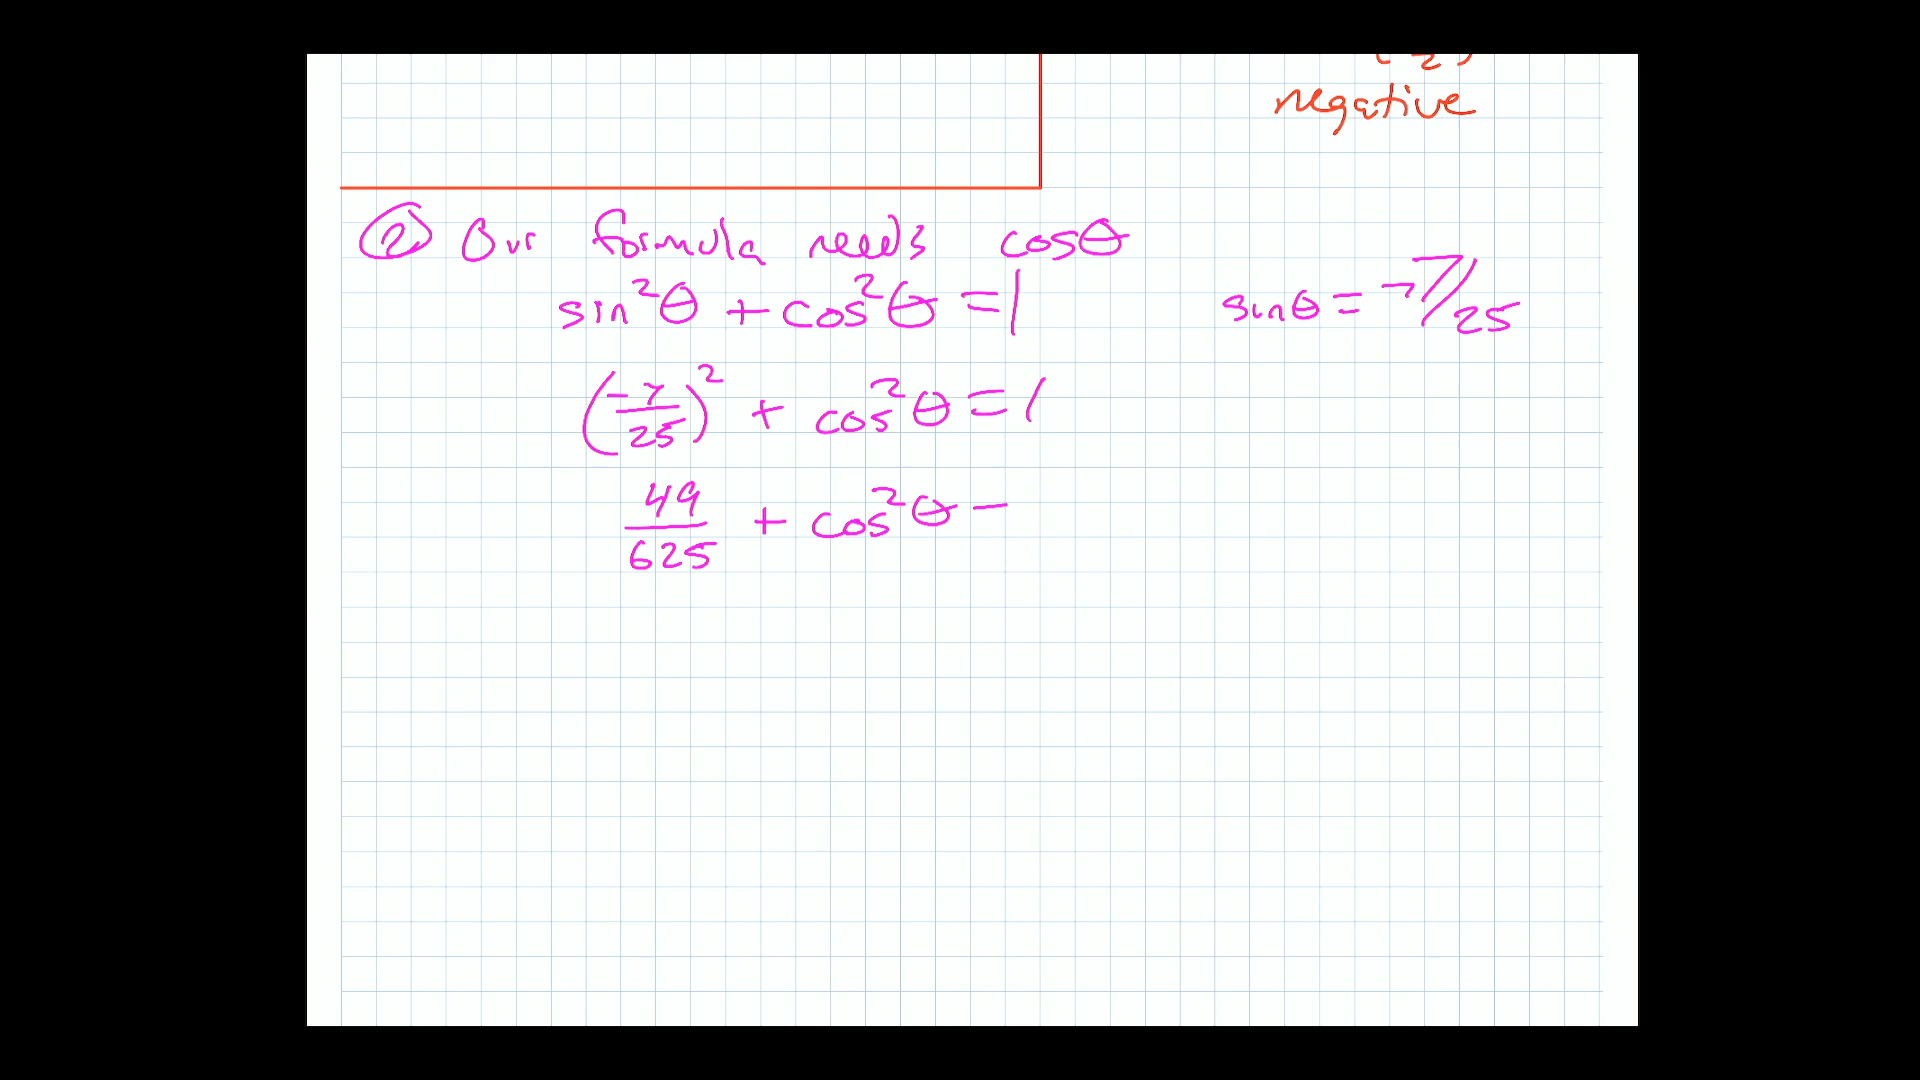 negative
② Our formula needs cosθ
sin²θ + cos²θ = 1
sinθ = -7/25
(-7/25)² + cos²θ = 1
49/625 + cos²θ -